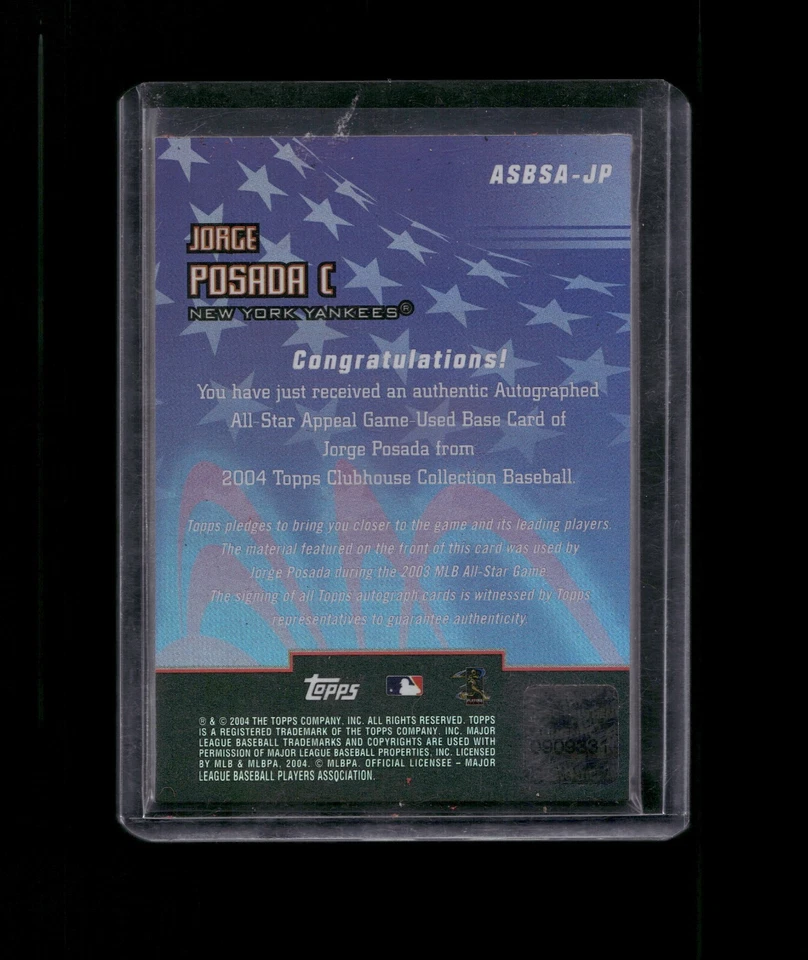 ASBSA-JP
JORGE
POSADA C
NEW YORK YANKEES®
Congratulations!
You have just received an authentic Autographed
All-Star Appeal Game-Used Base Card of
Jorge Posada from
2004 Topps Clubhouse Collection Baseball.
Topps pledges to bring you closer to the game and its leading players.
The material featured on the front of this card was used by
Jorge Posada during the 2003 MLB All-Star Game.
The signing of all Topps autograph cards is witnessed by Topps
representatives to guarantee authenticity.
Topps
® & © 2004 THE TOPPS COMPANY, INC. ALL RIGHTS RESERVED. TOPPS
IS A REGISTERED TRADEMARK OF THE TOPPS COMPANY, INC. MAJOR
LEAGUE BASEBALL TRADEMARKS AND COPYRIGHTS ARE USED WITH
PERMISSION OF MAJOR LEAGUE BASEBALL PROPERTIES, INC. LICENSED
BY MLB & MLBPA, 2004. © MLBPA. OFFICIAL LICENSEE – MAJOR
LEAGUE BASEBALL PLAYERS ASSOCIATION.
0909331